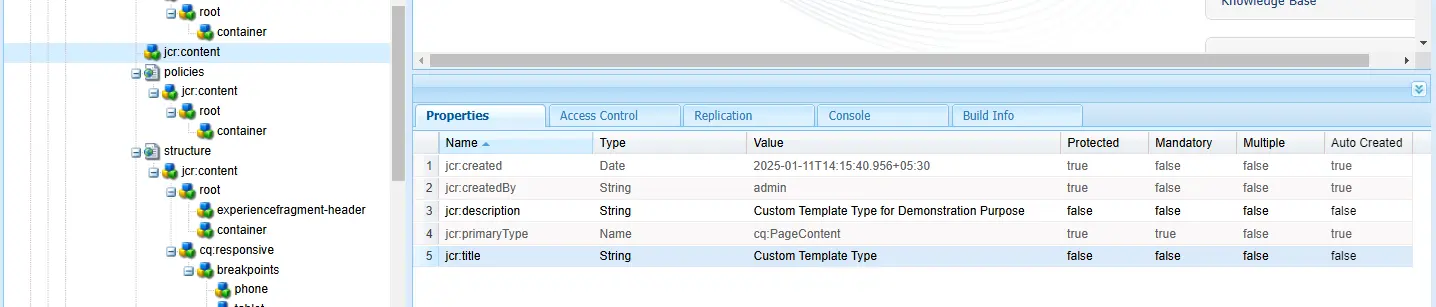 root
container
jcr:content
policies
jcr:content
root
container
structure
jcr:content
root
experiencefragment-header
container
cq:responsive
breakpoints
phone
tablet
Knowledge Base
Properties Access Control Replication Console Build Info
Name Type Value Protected Mandatory Multiple Auto Created
1 jcr:created Date 2025-01-11T14:15:40.956+05:30 true false false true
2 jcr:createdBy String admin true false false true
3 jcr:description String Custom Template Type for Demonstration Purpose false false false false
4 jcr:primaryType Name cq:PageContent true true false true
5 jcr:title String Custom Template Type false false false false